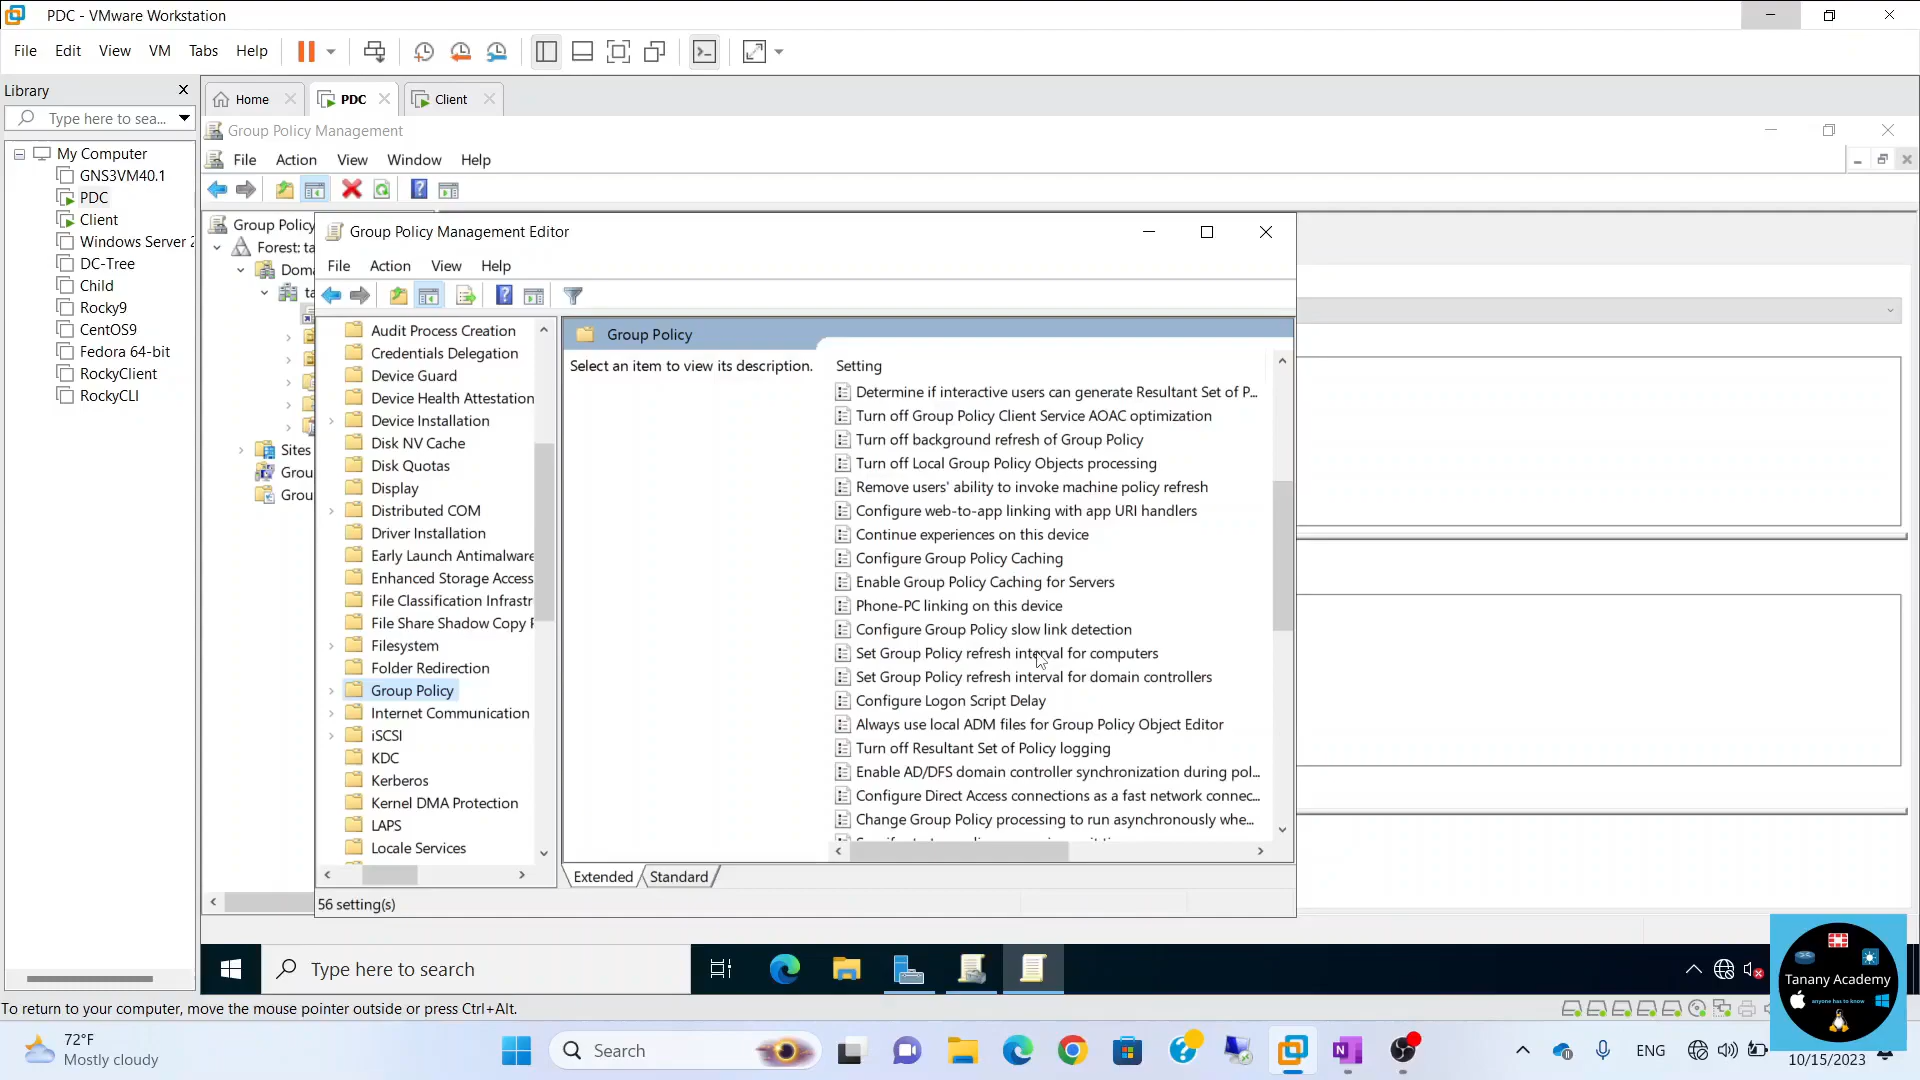 PDC - VMware Workstation
File Edit View VM Tabs Help
Library
Type here to sea...
My Computer
GNS3VM40.1
PDC
Client
Windows Server 2
DC-Tree
Child
Rocky9
CentOS9
Fedora 64-bit
RockyClient
RockyCLI
Home PDC Client
Group Policy Management
File Action View Window Help
Group Policy
Forest: ta
Doma
ta
Sites
Grou
Grou
Group Policy Management Editor
File Action View Help
Audit Process Creation
Credentials Delegation
Device Guard
Device Health Attestation
Device Installation
Disk NV Cache
Disk Quotas
Display
Distributed COM
Driver Installation
Early Launch Antimalware
Enhanced Storage Access
File Classification Infrastr
File Share Shadow Copy P
Filesystem
Folder Redirection
Group Policy
Internet Communication
iSCSI
KDC
Kerberos
Kernel DMA Protection
LAPS
Locale Services
Group Policy
Select an item to view its description.
Setting
Determine if interactive users can generate Resultant Set of P...
Turn off Group Policy Client Service AOAC optimization
Turn off background refresh of Group Policy
Turn off Local Group Policy Objects processing
Remove users' ability to invoke machine policy refresh
Configure web-to-app linking with app URI handlers
Continue experiences on this device
Configure Group Policy Caching
Enable Group Policy Caching for Servers
Phone-PC linking on this device
Configure Group Policy slow link detection
Set Group Policy refresh interval for computers
Set Group Policy refresh interval for domain controllers
Configure Logon Script Delay
Always use local ADM files for Group Policy Object Editor
Turn off Resultant Set of Policy logging
Enable AD/DFS domain controller synchronization during pol...
Configure Direct Access connections as a fast network connec...
Change Group Policy processing to run asynchronously whe...
Extended Standard
56 setting(s)
Type here to search
Tanany Academy
anyone has to know
To return to your computer, move the mouse pointer outside or press Ctrl+Alt.
72°F
Mostly cloudy
Search
ENG
10/15/2023